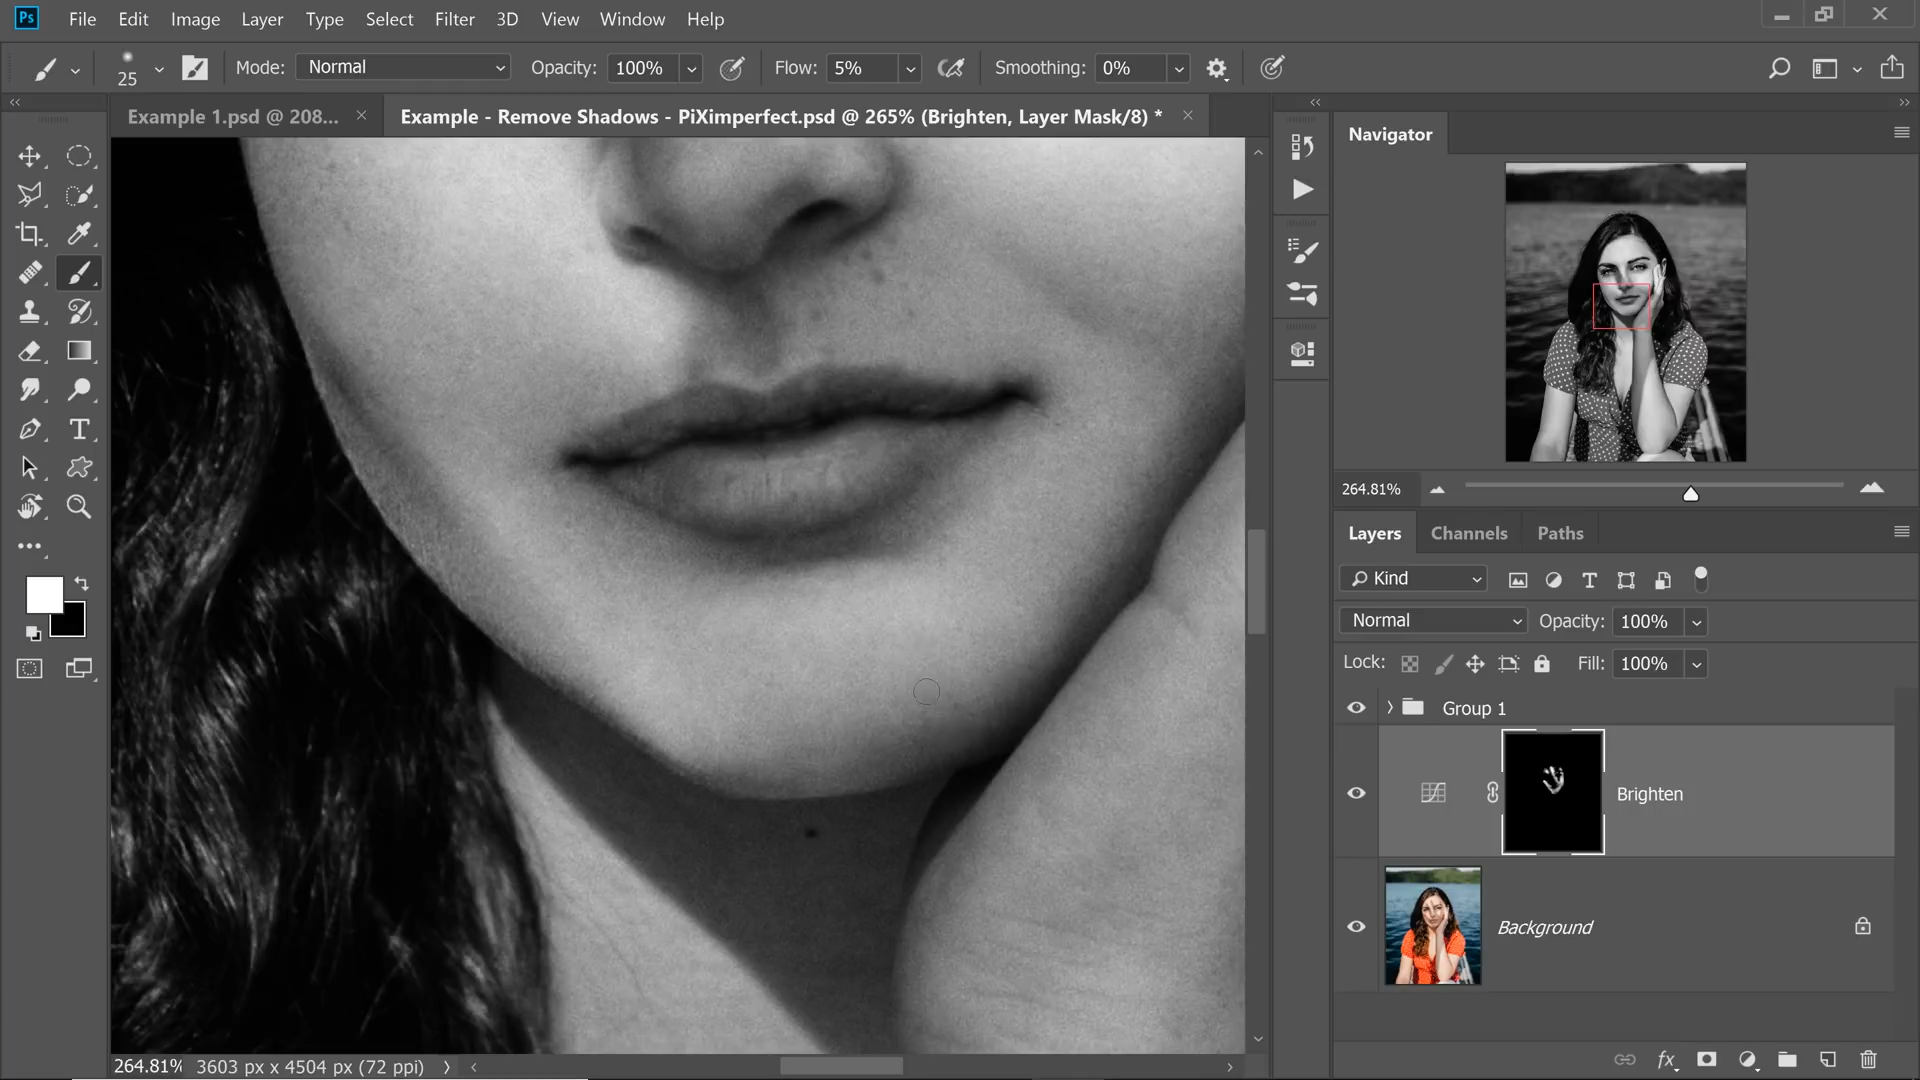 Ps File Edit Image Layer Type Select Filter 3D View Window Help
25 Mode: Normal Opacity: 100% Flow: 5% Smoothing: 0%
Example 1.psd @ 208... Example - Remove Shadows - PiXimperfect.psd @ 265% (Brighten, Layer Mask/8) *
Navigator
264.81%
Layers Channels Paths
Kind
Normal Opacity: 100%
Lock: Fill: 100%
Group 1
Brighten
Background
264.81% 3603 px x 4504 px (72 ppi)